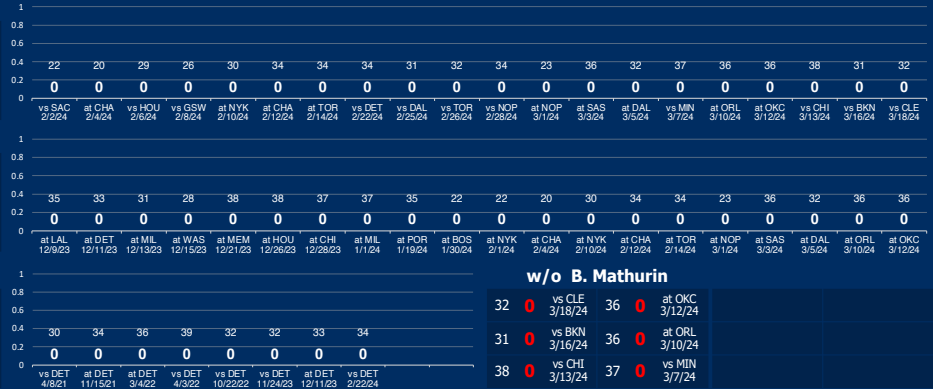 1
0.8
0.6
0.4
0.2
0
22 20 29 26 30 34 34 34 31 32 34 23 36 36 37 36 36 38 31 32
0 0 0 0 0 0 0 0 0 0 0 0 0 0 0 0 0 0 0 0
vs SAC at CHA vs HOU vs GSW at NYK at CHA at TOR vs DET vs DAL vs TOR vs NOP at NOP at SAS at DAL vs MIN at ORL at OKC vs CHI vs BKN vs CLE
2/2/24 2/4/24 2/6/24 2/8/24 2/10/24 2/12/24 2/14/24 2/22/24 2/25/24 2/26/24 2/28/24 3/1/24 3/3/24 3/5/24 3/7/24 3/10/24 3/12/24 3/13/24 3/16/24 3/18/24
1
0.8
0.6
0.4
0.2
0
35 33 31 28 38 38 37 37 35 22 22 20 30 34 34 23 36 32 36 36
0 0 0 0 0 0 0 0 0 0 0 0 0 0 0 0 0 0 0 0
at LAL at DET at MIL at WAS at MEM at HOU at CHI at MIL at POR at BOS at NYK at CHA at NYK at CHA at TOR at NOP at SAS at DAL at ORL at OKC
12/9/23 12/11/23 12/13/23 12/15/23 12/21/23 12/26/23 12/28/23 1/1/24 1/19/24 1/30/24 2/1/24 2/4/24 2/10/24 2/12/24 2/14/24 3/1/24 3/3/24 3/5/24 3/10/24 3/12/24
1
0.8
0.6
0.4
0.2
0
30 34 36 39 32 32 33 34
0 0 0 0 0 0 0 0
vs DET at DET at DET vs DET vs DET vs DET at DET vs DET
4/8/21 11/15/21 3/4/22 4/3/22 10/22/22 11/24/23 12/11/23 2/22/24
w/o B. Mathurin
32 0 vs CLE 36 0 at OKC
3/18/24 3/12/24
31 0 vs BKN 36 0 at ORL
3/16/24 3/10/24
38 0 vs CHI 37 0 vs MIN
3/13/24 3/7/24